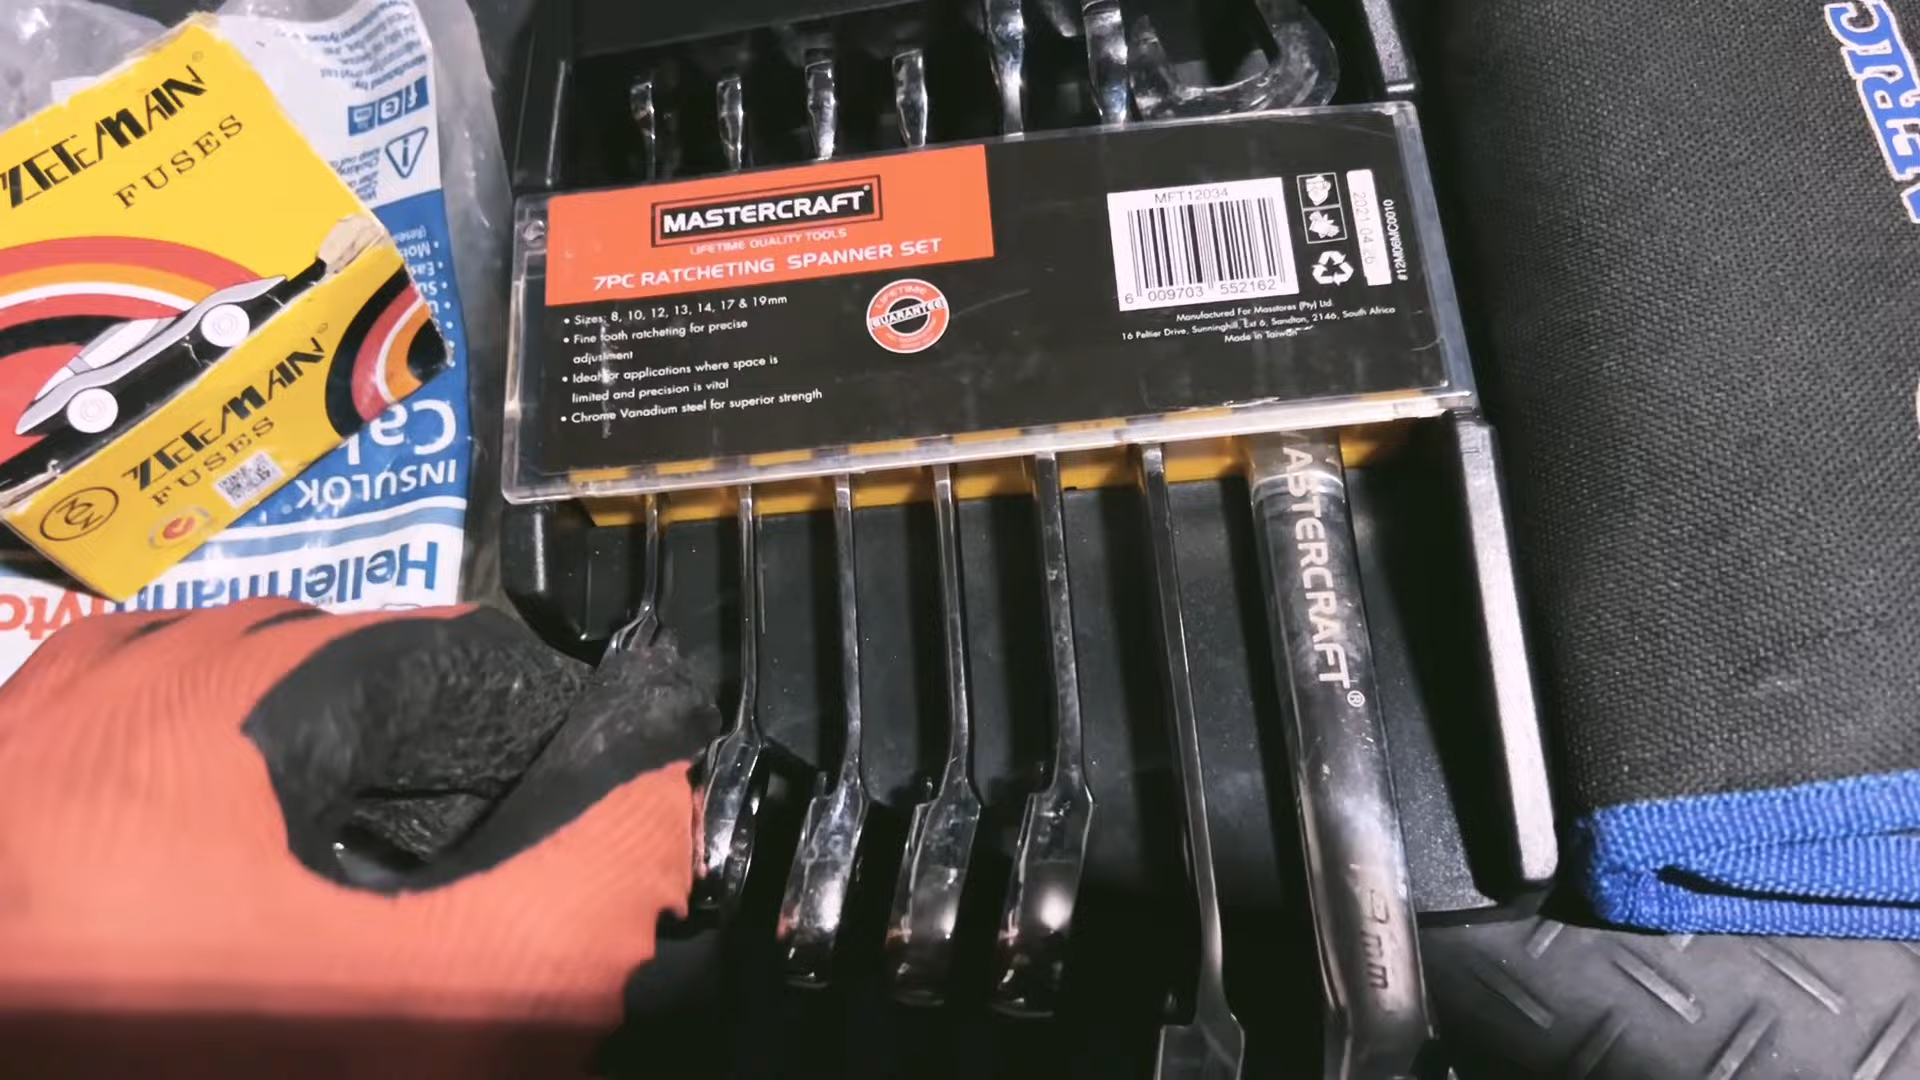 ZEEMAN
FUSES
ZEEMAN
FUSES
INSULOK
Hellermann
MASTERCRAFT®
LIFETIME QUALITY TOOLS
7PC RATCHETING SPANNER SET
• Sizes: 8, 10, 12, 13, 14, 17 & 19mm
• Fine tooth ratcheting for precise
adjustment
• Ideal for applications where space is
limited and precision is vital
• Chrome Vanadium steel for superior strength
LIFETIME
GUARANTEE
MFT12034
6 009703 552162
2021 04 26
#12M06MC0010
Manufactured For Masstores (Pty) Ltd.
16 Peltier Drive, Sunninghill, Ext 6, Sandton, 2146, South Africa
Made in Taiwan
MASTERCRAFT®